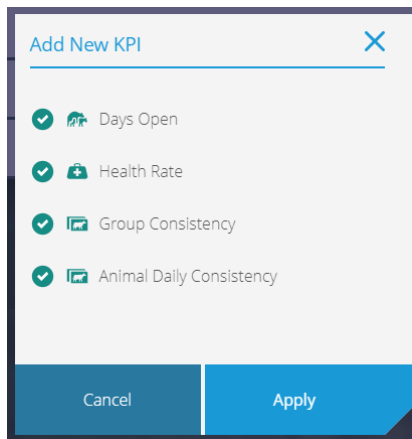 Add New KPI
Days Open
Health Rate
Group Consistency
Animal Daily Consistency
Cancel
Apply